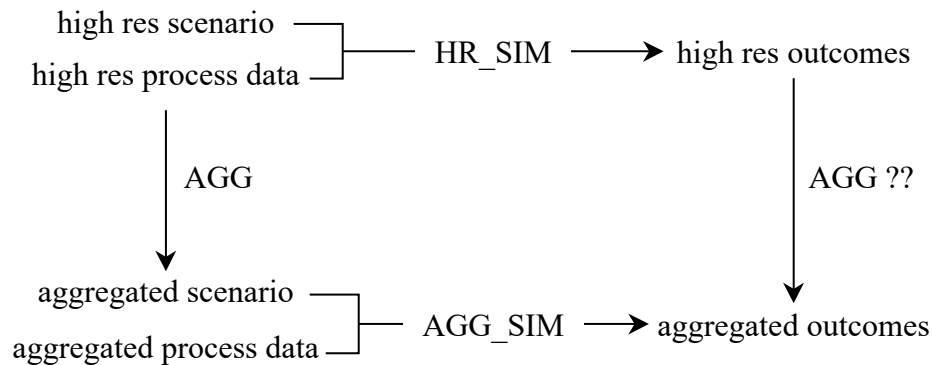 high res scenario
high res process data
HR_SIM
high res outcomes
AGG
AGG ??
aggregated scenario
aggregated process data
AGG_SIM
aggregated outcomes